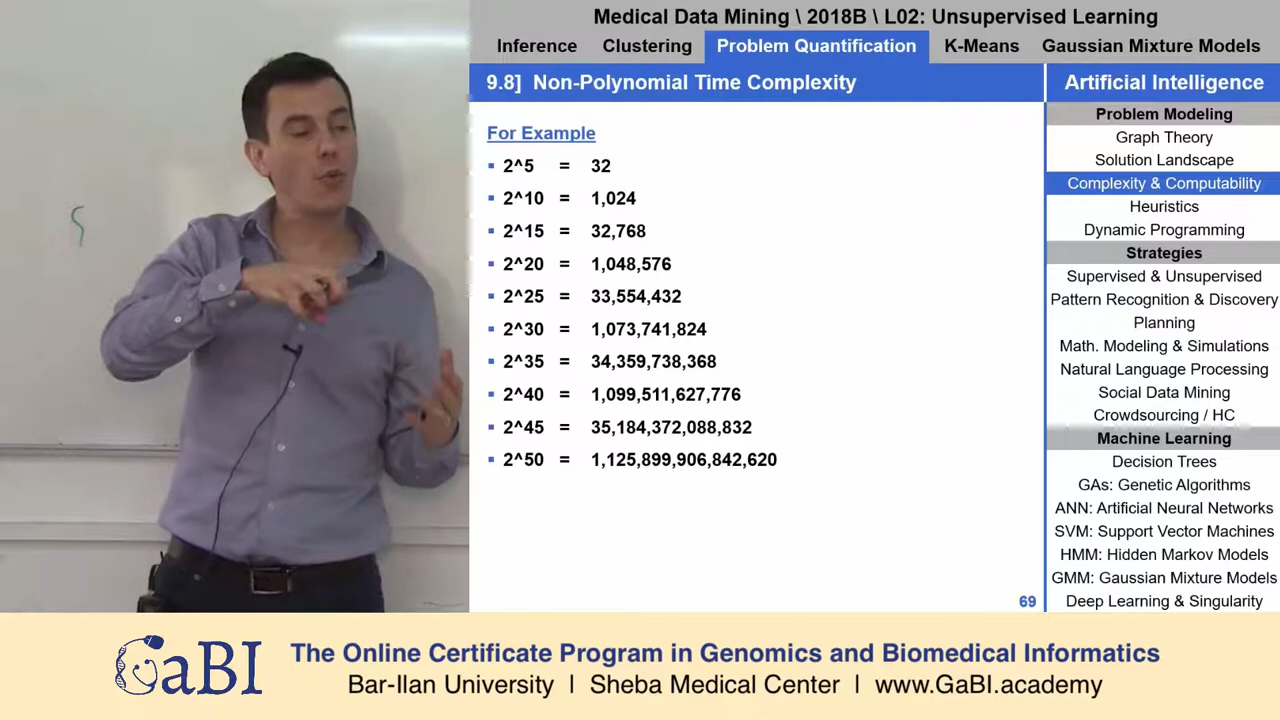 Medical Data Mining \ 2018B \ L02: Unsupervised Learning
Inference Clustering Problem Quantification K-Means Gaussian Mixture Models
9.8] Non-Polynomial Time Complexity
For Example
▪ 2^5 = 32
▪ 2^10 = 1,024
▪ 2^15 = 32,768
▪ 2^20 = 1,048,576
▪ 2^25 = 33,554,432
▪ 2^30 = 1,073,741,824
▪ 2^35 = 34,359,738,368
▪ 2^40 = 1,099,511,627,776
▪ 2^45 = 35,184,372,088,832
▪ 2^50 = 1,125,899,906,842,620
69
Artificial Intelligence
Problem Modeling
Graph Theory
Solution Landscape
Complexity & Computability
Heuristics
Dynamic Programming
Strategies
Supervised & Unsupervised
Pattern Recognition & Discovery
Planning
Math. Modeling & Simulations
Natural Language Processing
Social Data Mining
Crowdsourcing / HC
Machine Learning
Decision Trees
GAs: Genetic Algorithms
ANN: Artificial Neural Networks
SVM: Support Vector Machines
HMM: Hidden Markov Models
GMM: Gaussian Mixture Models
Deep Learning & Singularity
GaBI
The Online Certificate Program in Genomics and Biomedical Informatics
Bar-Ilan University | Sheba Medical Center | www.GaBI.academy